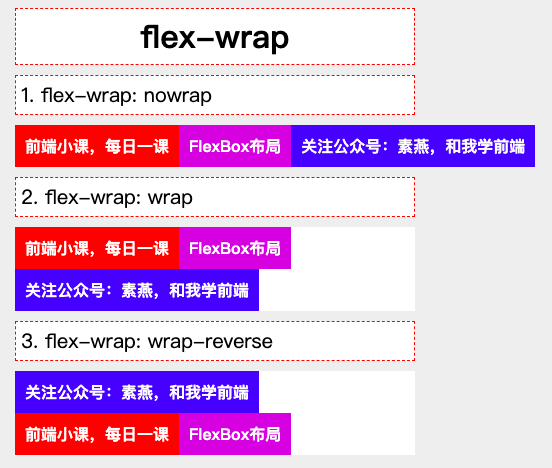 flex-wrap
1. flex-wrap: nowrap
前端小课，每日一课 FlexBox布局 关注公众号：素燕，和我学前端
2. flex-wrap: wrap
前端小课，每日一课 FlexBox布局
关注公众号：素燕，和我学前端
3. flex-wrap: wrap-reverse
关注公众号：素燕，和我学前端
前端小课，每日一课 FlexBox布局